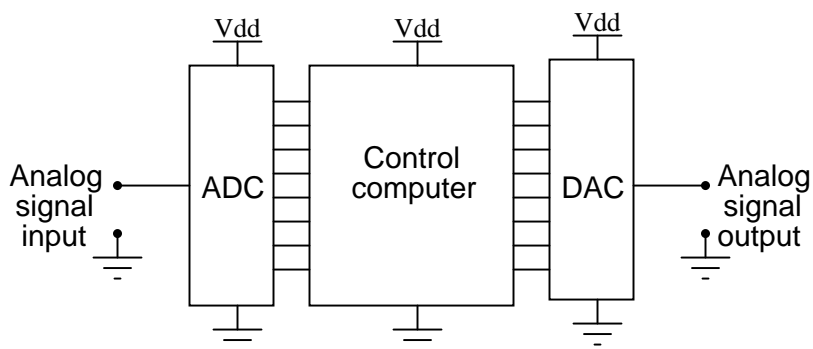 Vdd
Vdd
Vdd
Analog
signal
input
ADC
Control
computer
DAC
Analog
signal
output